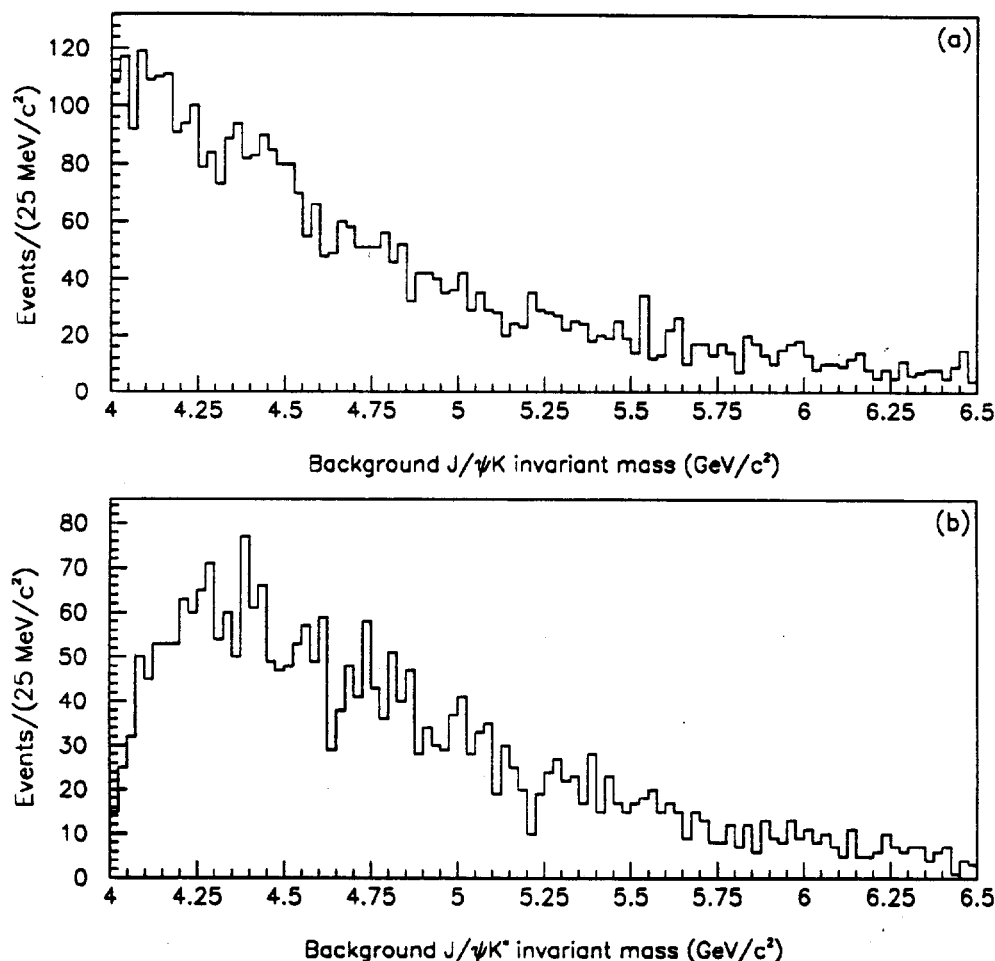 (a)
Events/(25 MeV/c²)
120
100
80
60
40
20
0
4 4.25 4.5 4.75 5 5.25 5.5 5.75 6 6.25 6.5
Background J/ψK invariant mass (GeV/c²)
(b)
Events/(25 MeV/c²)
80
70
60
50
40
30
20
10
0
4 4.25 4.5 4.75 5 5.25 5.5 5.75 6 6.25 6.5
Background J/ψK* invariant mass (GeV/c²)